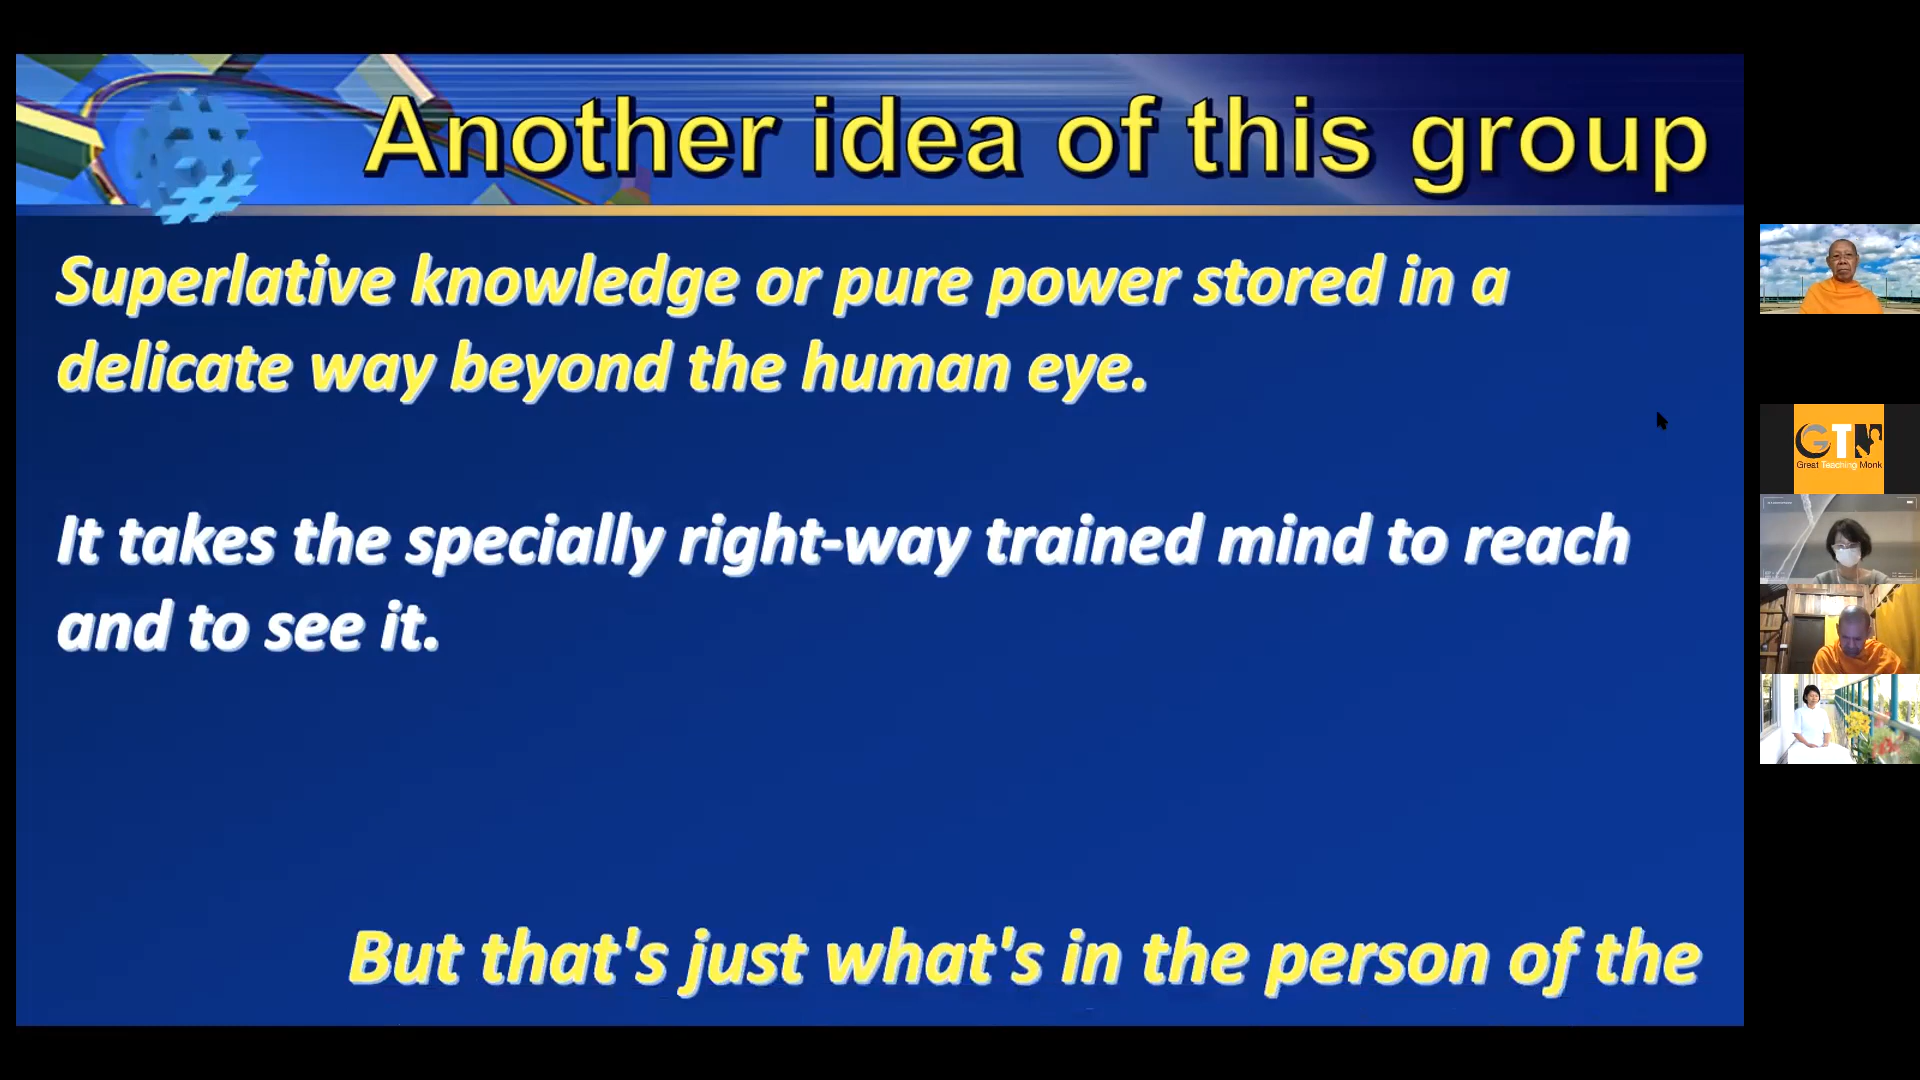 Another idea of this group
Superlative knowledge or pure power stored in a
delicate way beyond the human eye.
It takes the specially right-way trained mind to reach
and to see it.
But that's just what's in the person of the
GTM
Great Teaching Monk